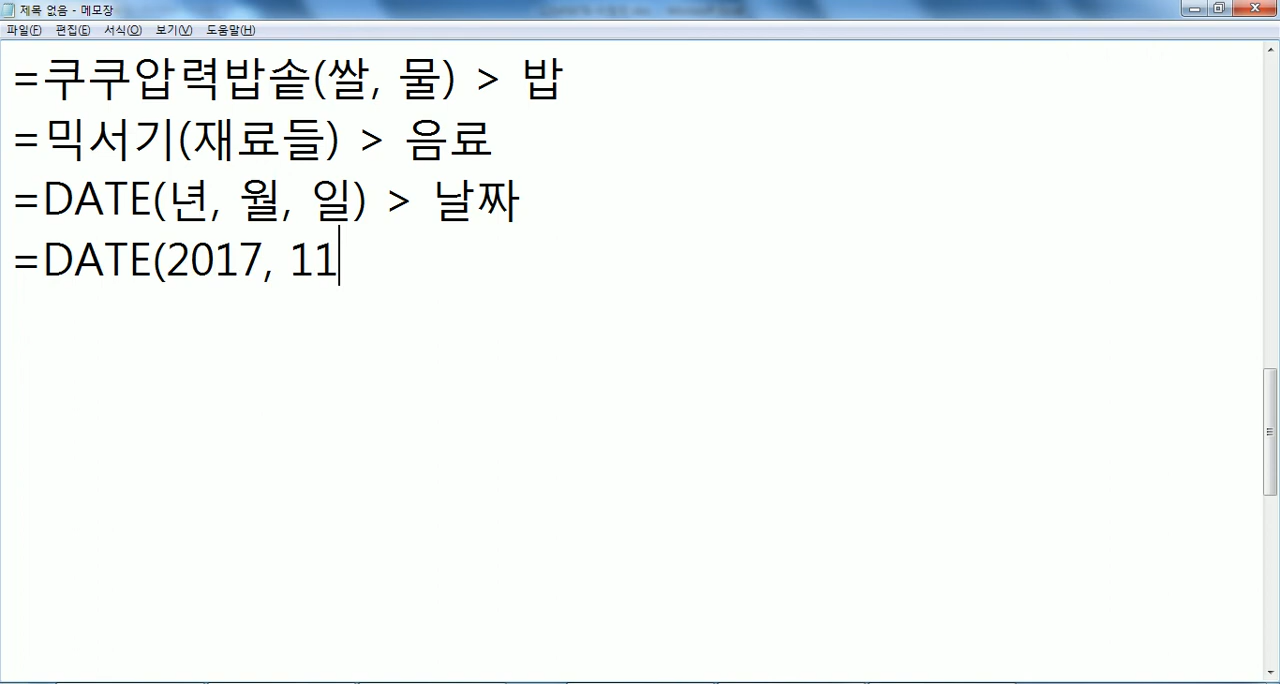 제목 없음 - 메모장
파일(F) 편집(E) 서식(O) 보기(V) 도움말(H)
=쿠쿠압력밥솥(쌀, 물) > 밥
=믹서기(재료들) > 음료
=DATE(년, 월, 일) > 날짜
=DATE(2017, 11